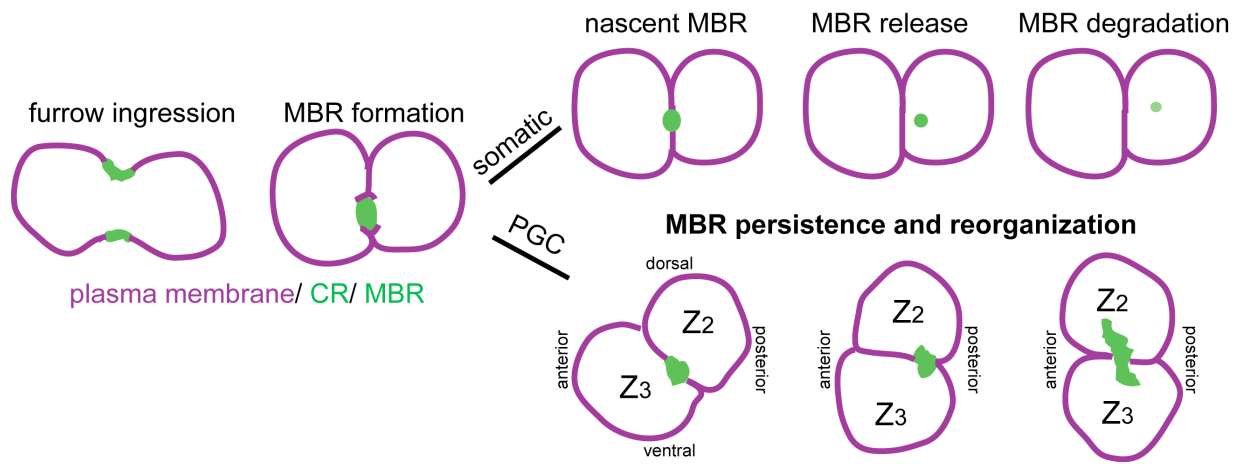 nascent MBR
MBR release
MBR degradation
furrow ingression
MBR formation
somatic
PGC
MBR persistence and reorganization
plasma membrane/ CR/ MBR
dorsal
anterior
Z2
Z3
posterior
ventral
anterior
Z2
Z3
posterior
anterior
Z2
Z3
posterior